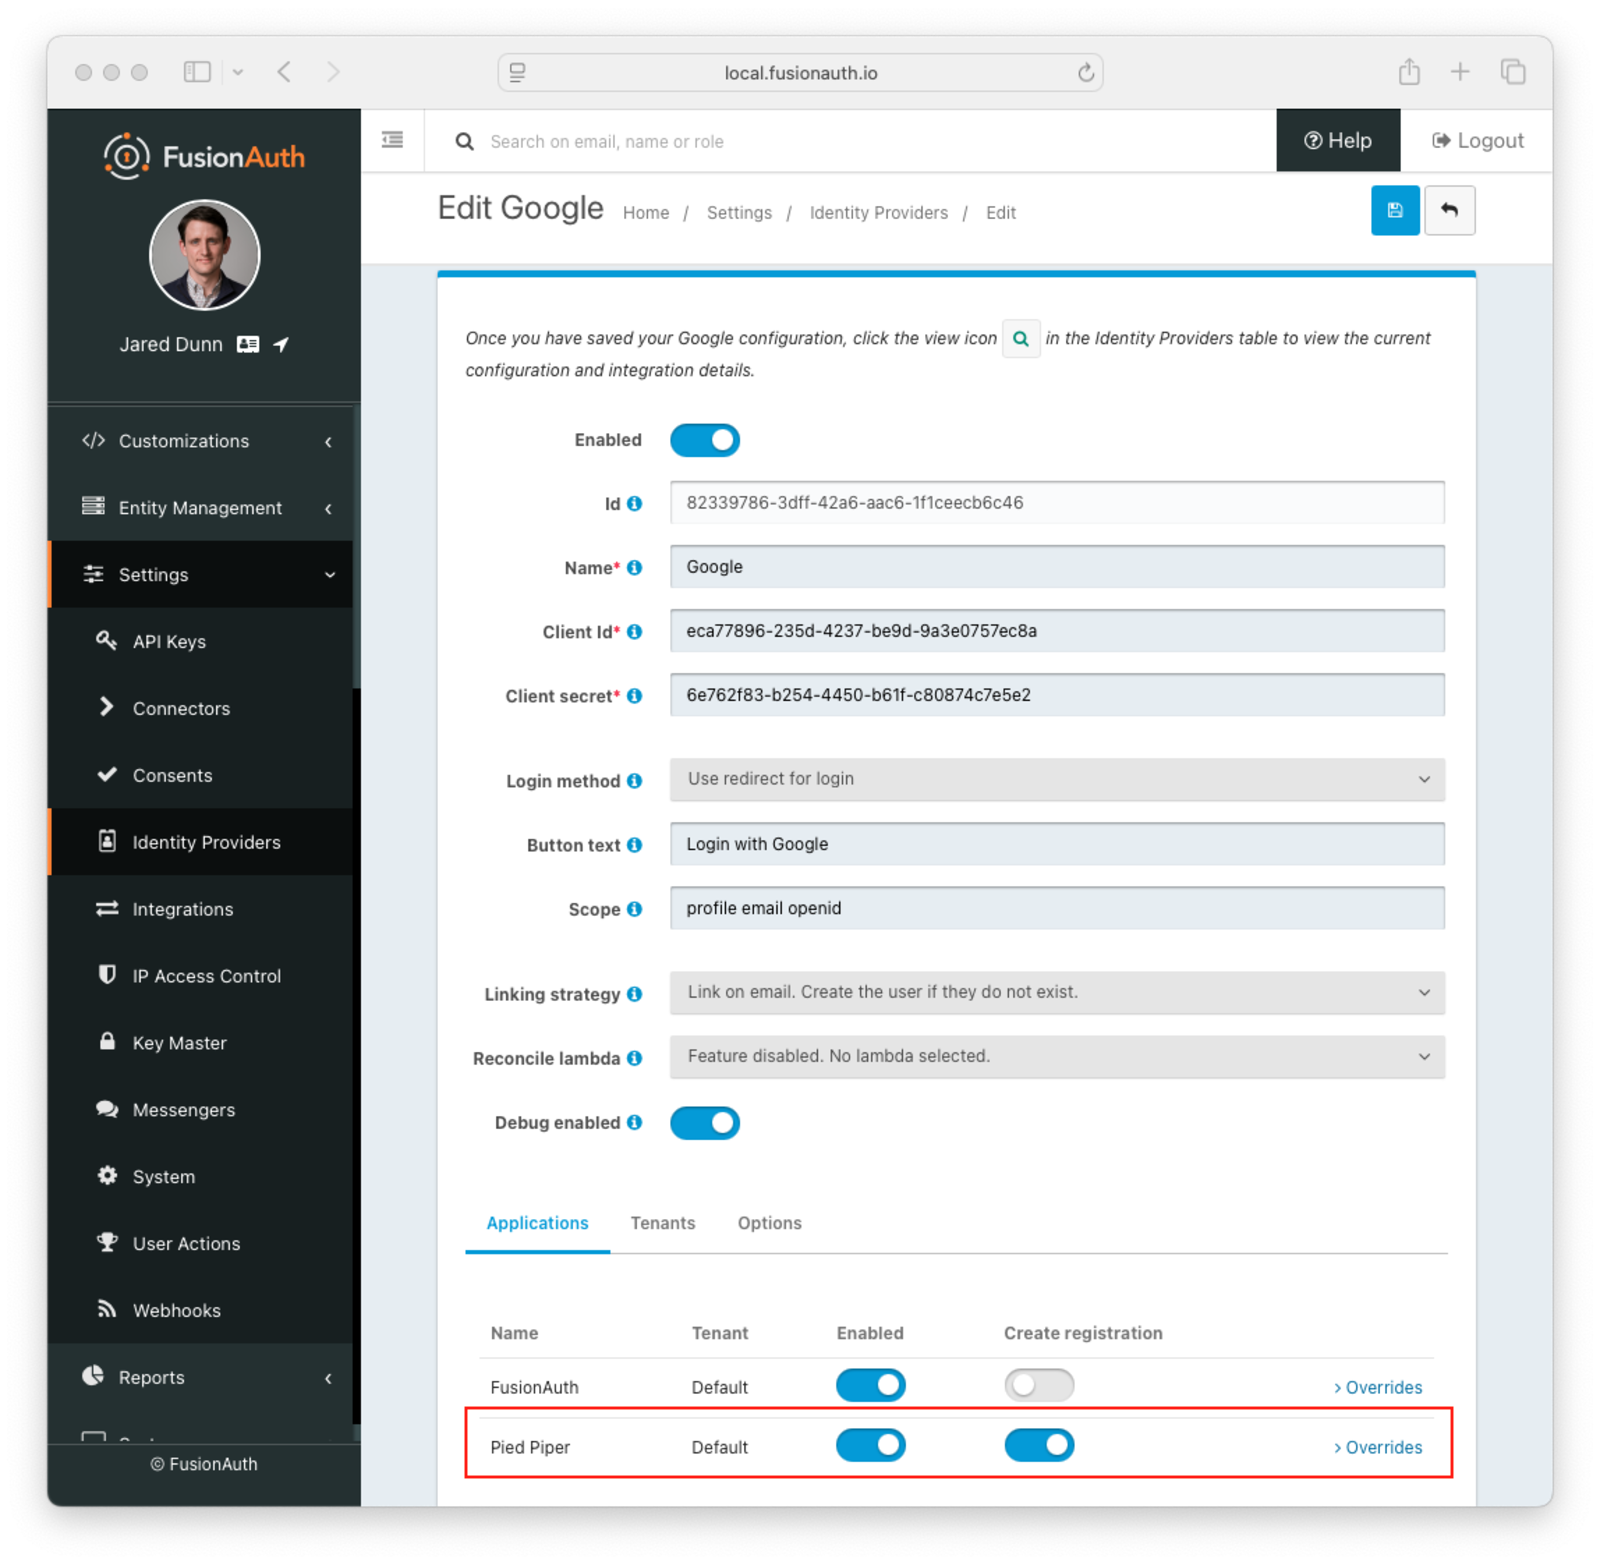 local.fusionauth.io
FusionAuth
Search on email, name or role
Help
Logout
Edit Google
Home / Settings / Identity Providers / Edit
Jared Dunn
Customizations
Entity Management
Settings
API Keys
Connectors
Consents
Identity Providers
Integrations
IP Access Control
Key Master
Messengers
System
User Actions
Webhooks
Reports
© FusionAuth
Once you have saved your Google configuration, click the view icon in the Identity Providers table to view the current
configuration and integration details.
Enabled
Id 82339786-3dff-42a6-aac6-1f1ceecb6c46
Name* Google
Client Id* eca77896-235d-4237-be9d-9a3e0757ec8a
Client secret* 6e762f83-b254-4450-b61f-c80874c7e5e2
Login method Use redirect for login
Button text Login with Google
Scope profile email openid
Linking strategy Link on email. Create the user if they do not exist.
Reconcile lambda Feature disabled. No lambda selected.
Debug enabled
Applications Tenants Options
Name Tenant Enabled Create registration
FusionAuth Default > Overrides
Pied Piper Default > Overrides